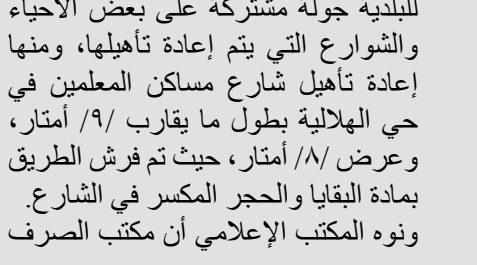 للبلدية جولة مشتركة على بعض الأحياء
والشوارع التي يتم إعادة تأهيلها، ومنها
إعادة تأهيل شارع مساكن المعلمين في
حي الهلالية بطول ما يقارب /٩/ أمتار،
وعرض /٨/ أمتار، حيث تم فرش الطريق
بمادة البقايا والحجر المكسر في الشارع.
ونوه المكتب الإعلامي أن مكتب الصرف